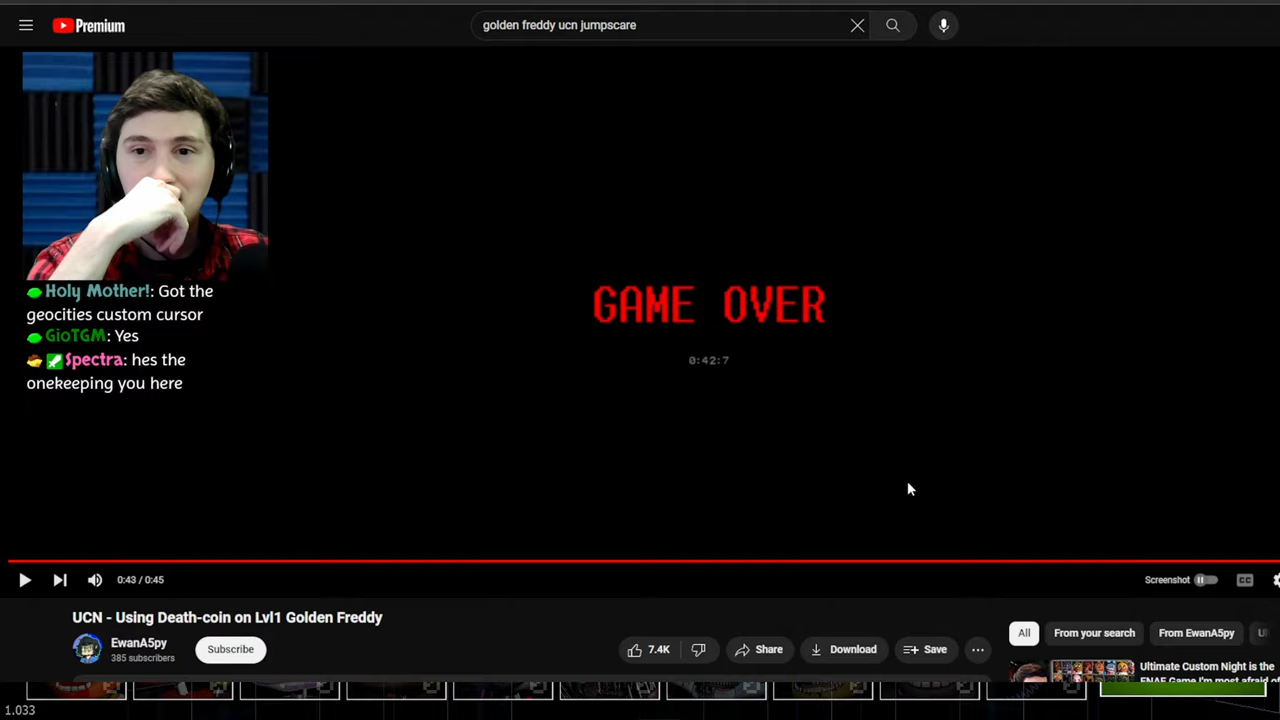 Premium
golden freddy ucn jumpscare
Holy Mother!: Got the
geocities custom cursor
GioTGM: Yes
Spectra: hes the
onekeeping you here
GAME OVER
0:42:7
0:43 / 0:45
Screenshot
CC
UCN - Using Death-coin on Lvl1 Golden Freddy
EwanA5py
385 subscribers
Subscribe
7.4K
Share
Download
Save
All
From your search
From EwanA5py
Ultimate Custom Night is the
FNAF Game I'm most afraid of
1.033